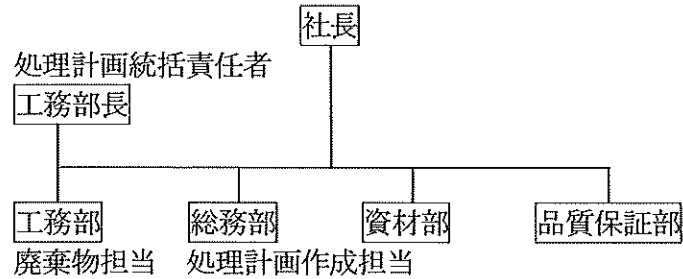 社長
処理計画統括責任者
工務部長
工務部 総務部 資材部 品質保証部
廃棄物担当 処理計画作成担当